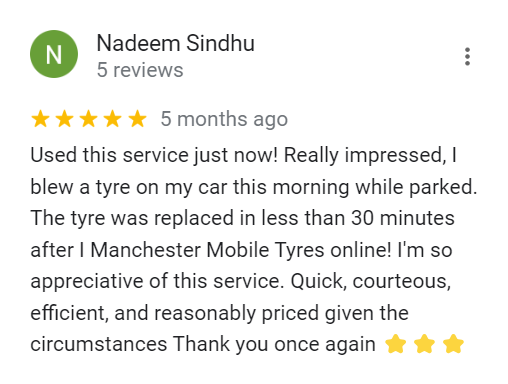 N
Nadeem Sindhu
5 reviews
5 months ago
Used this service just now! Really impressed, I
blew a tyre on my car this morning while parked.
The tyre was replaced in less than 30 minutes
after I Manchester Mobile Tyres online! I'm so
appreciative of this service. Quick, courteous,
efficient, and reasonably priced given the
circumstances Thank you once again ⭐⭐⭐